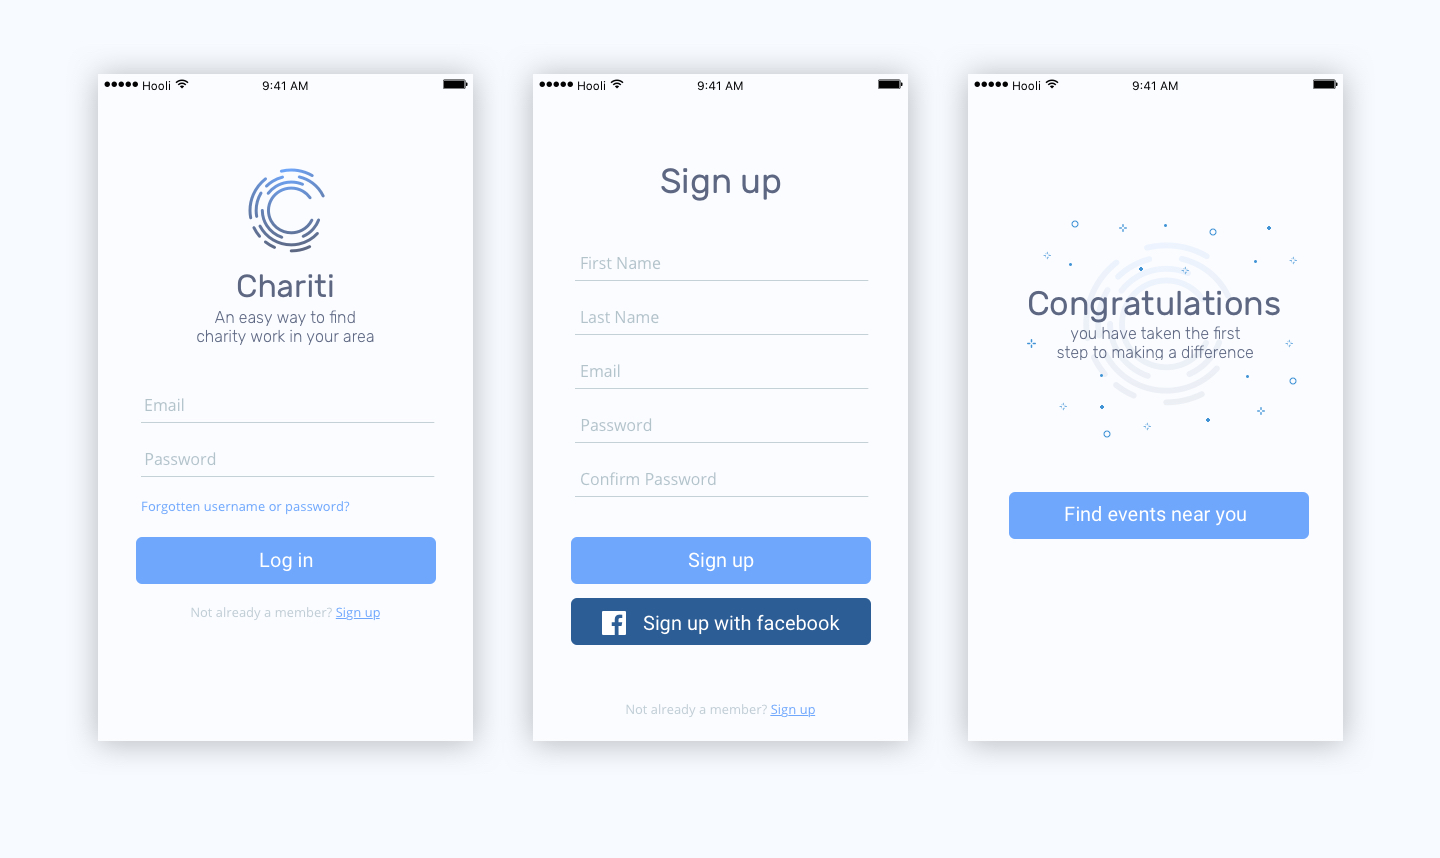 Hooli 9:41 AM
Chariti
An easy way to find
charity work in your area
Email
Password
Forgotten username or password?
Log in
Not already a member? Sign up
Hooli 9:41 AM
Sign up
First Name
Last Name
Email
Password
Confirm Password
Sign up
Sign up with facebook
Not already a member? Sign up
Hooli 9:41 AM
Congratulations
you have taken the first
step to making a difference
Find events near you